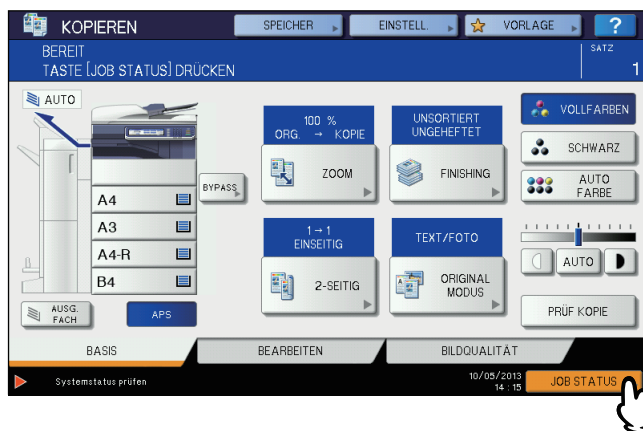 KOPIEREN
SPEICHER
EINSTELL.
VORLAGE
?
BEREIT
TASTE [JOB STATUS] DRÜCKEN
SATZ
1
AUTO
A4
A3
A4-R
B4
BYPASS
AUSG.
FACH
APS
100 %
ORG. → KOPIE
ZOOM
UNSORTIERT
UNGEHEFTET
FINISHING
1→1
EINSEITIG
2-SEITIG
TEXT/FOTO
ORIGINAL
MODUS
VOLLFARBEN
SCHWARZ
AUTO
FARBE
AUTO
PRÜF KOPIE
BASIS
BEARBEITEN
BILDQUALITÄT
Systemstatus prüfen
10/05/2013
14 : 15
JOB STATUS